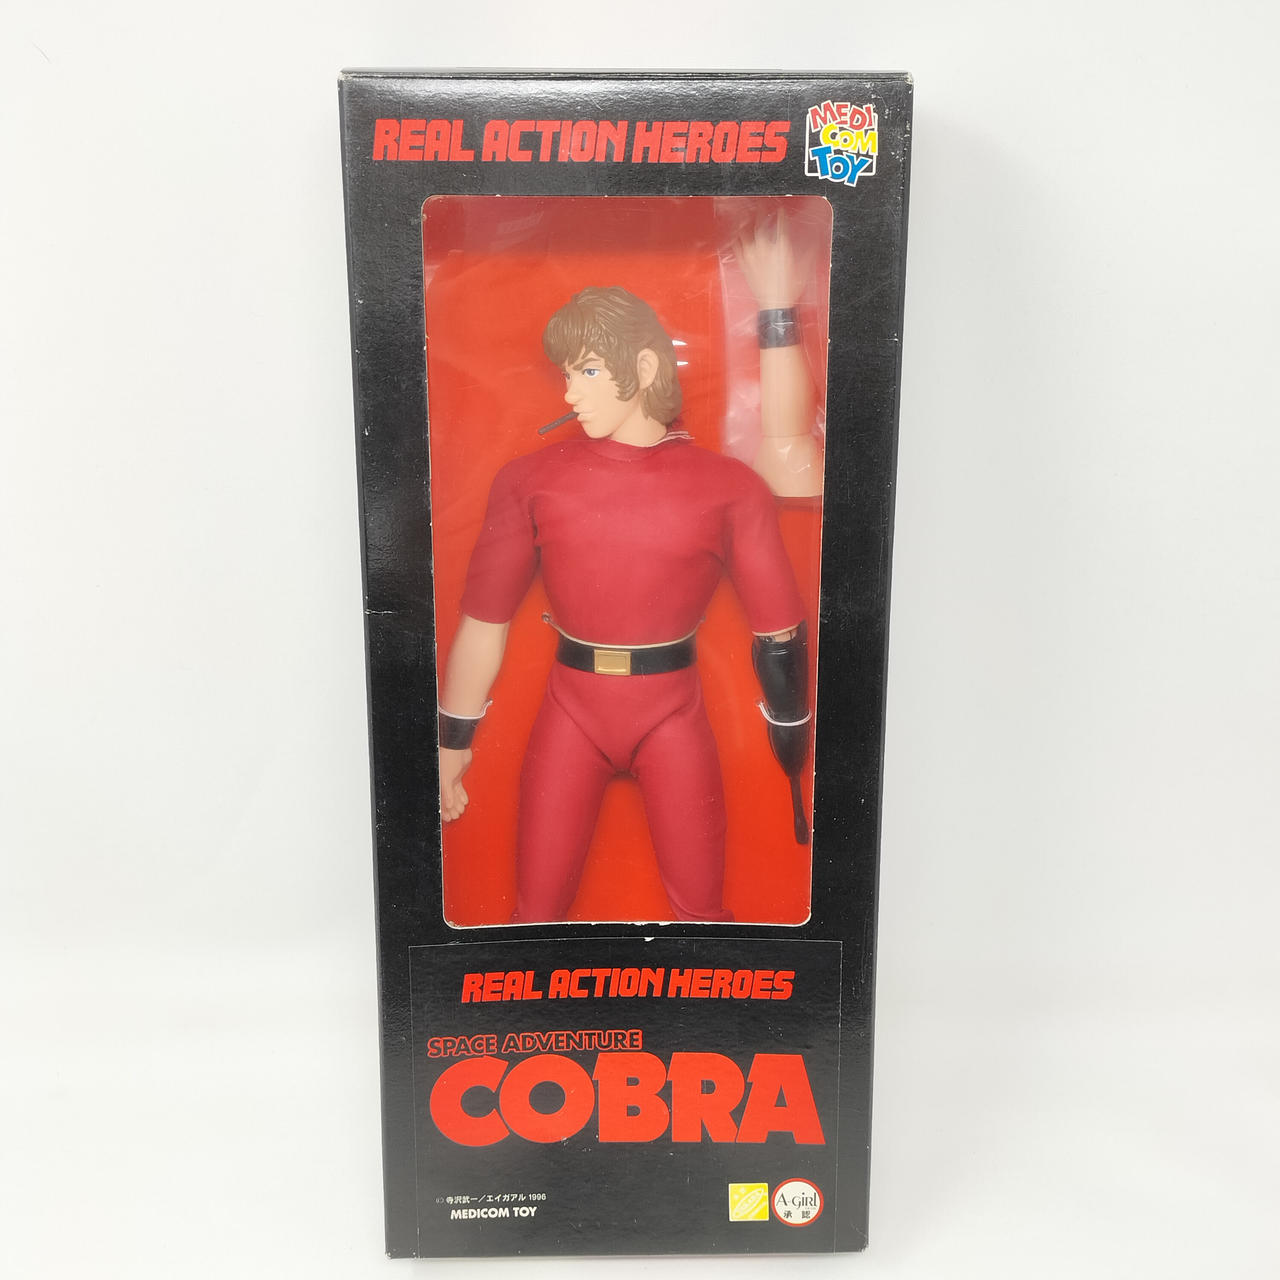 REAL ACTION HEROES
MEDI
COM
TOY
REAL ACTION HEROES
SPACE ADVENTURE
COBRA
寺沢武一／エイガアル 1996
MEDICOM TOY
A-GiRL
承認